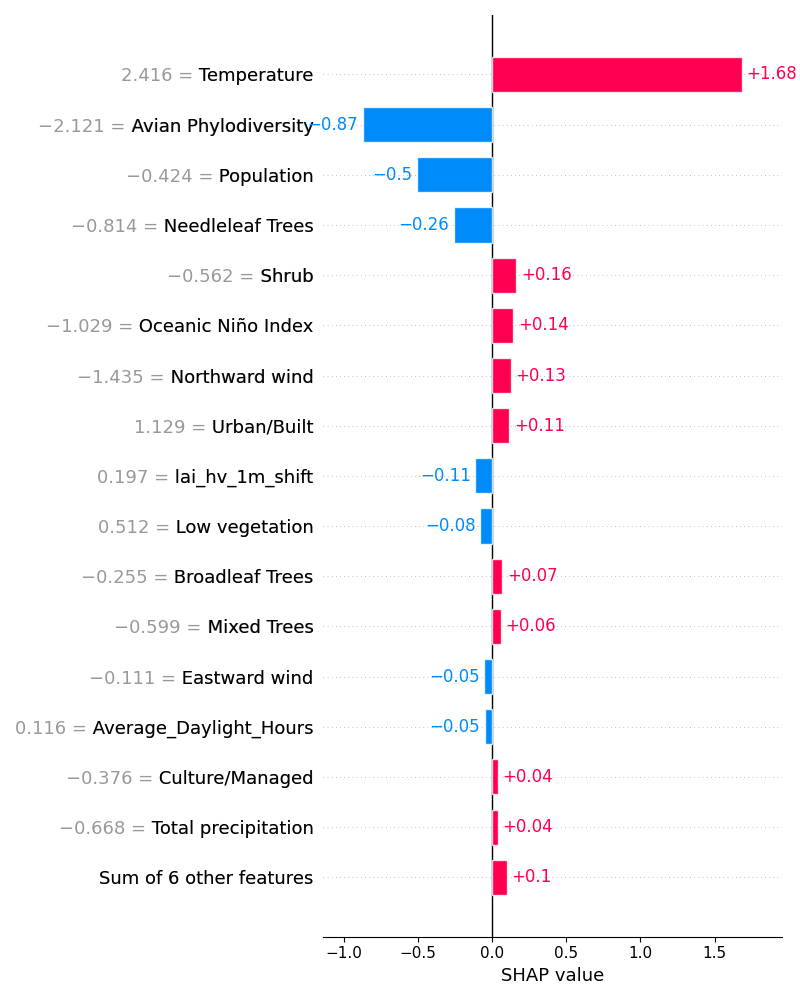 2.416 = Temperature +1.68
−2.121 = Avian Phylodiversity −0.87
−0.424 = Population −0.5
−0.814 = Needleleaf Trees −0.26
−0.562 = Shrub +0.16
−1.029 = Oceanic Niño Index +0.14
−1.435 = Northward wind +0.13
1.129 = Urban/Built +0.11
0.197 = lai_hv_1m_shift −0.11
0.512 = Low vegetation −0.08
−0.255 = Broadleaf Trees +0.07
−0.599 = Mixed Trees +0.06
−0.111 = Eastward wind −0.05
0.116 = Average_Daylight_Hours −0.05
−0.376 = Culture/Managed +0.04
−0.668 = Total precipitation +0.04
Sum of 6 other features +0.1
−1.0 −0.5 0.0 0.5 1.0 1.5
SHAP value